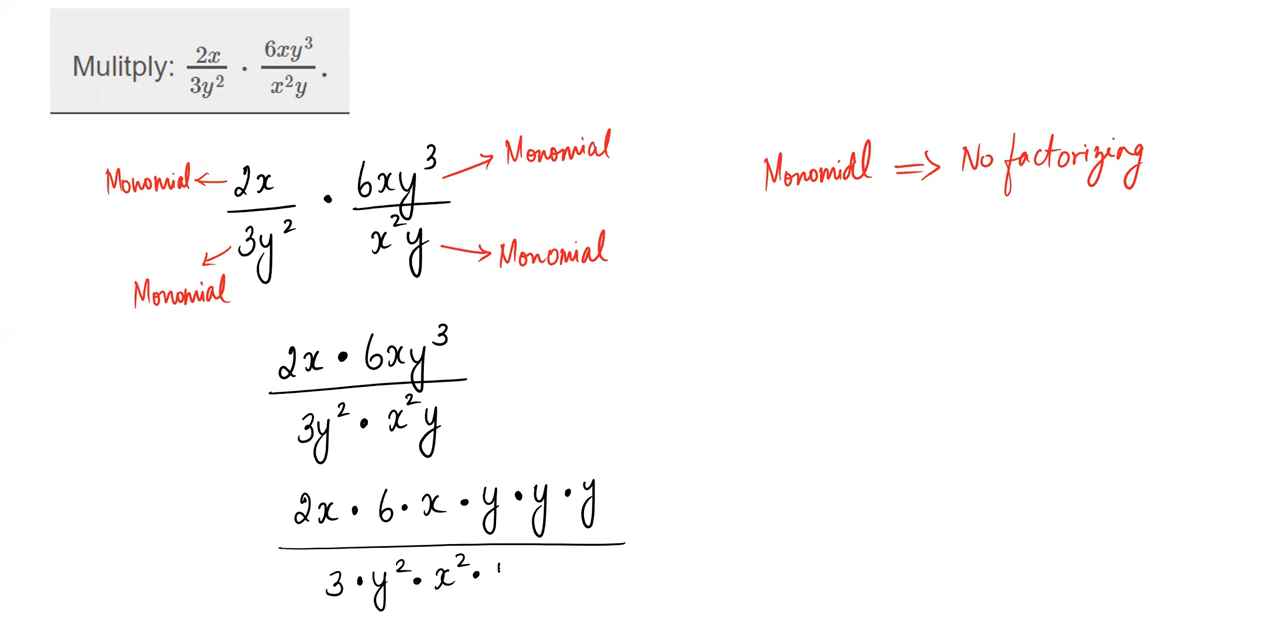 Mulitply: 2x/3y² · 6xy³/x²y.
Monomial ← 2x/3y² · 6xy³/x²y → Monomial
Monomial → Monomial
Monomial ⇒ No factorizing
2x · 6xy³
3y² · x²y
2x · 6 · x · y · y · y
3 · y² · x² ·